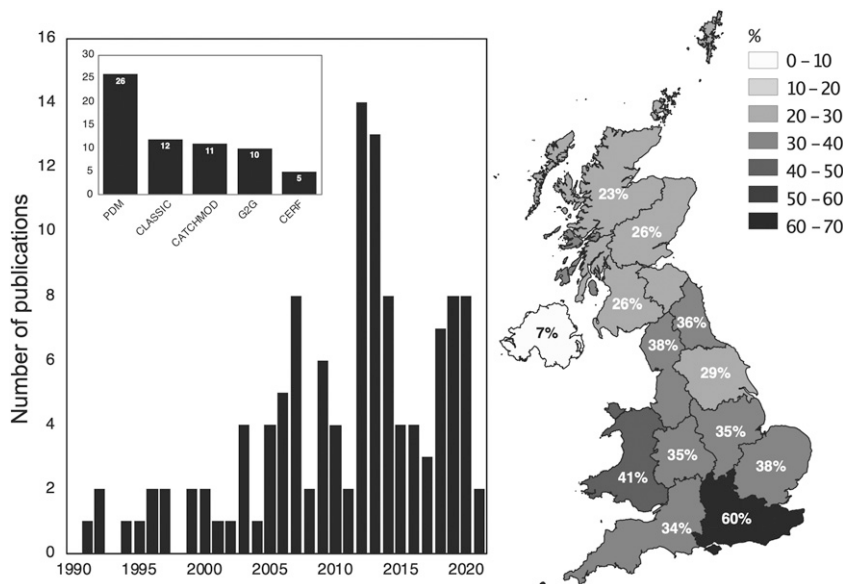 Number of publications
16
14
12
10
8
6
4
2
0
1990 1995 2000 2005 2010 2015 2020
30
25
20
15
10
5
0
26
12
11
10
5
PDM
CLASSIC
CATCHMOD
G2G
CERF
%
0 – 10
10 – 20
20 – 30
30 – 40
40 – 50
50 – 60
60 – 70
23%
26%
26%
7%
36%
38%
29%
35%
35%
38%
41%
34%
60%